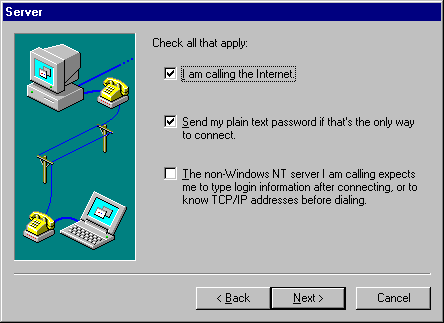 Server
Check all that apply:
I am calling the Internet.
Send my plain text password if that's the only way
to connect.
The non-Windows NT server I am calling expects
me to type login information after connecting, or to
know TCP/IP addresses before dialing.
< Back
Next >
Cancel